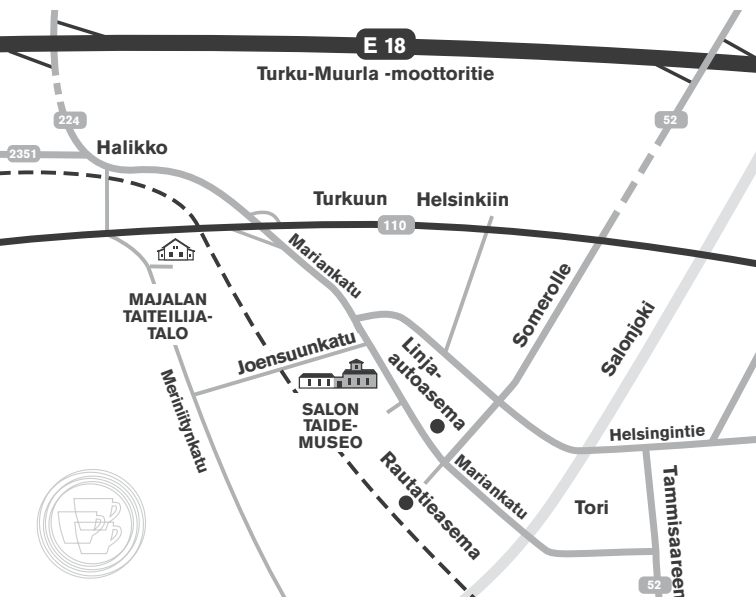 E 18
Turku-Muurla -moottoritie
224
52
2351
Halikko
Turkuun
Helsinkiin
110
Mariankatu
Somerolle
Salonjoki
MAJALAN
TAITEILIJA-
TALO
Joensuunkatu
Linja-
autoasema
Meriniitynkatu
SALON
TAIDE-
MUSEO
Helsingintie
Rautatieasema
Mariankatu
Tori
Tammisaareen
52